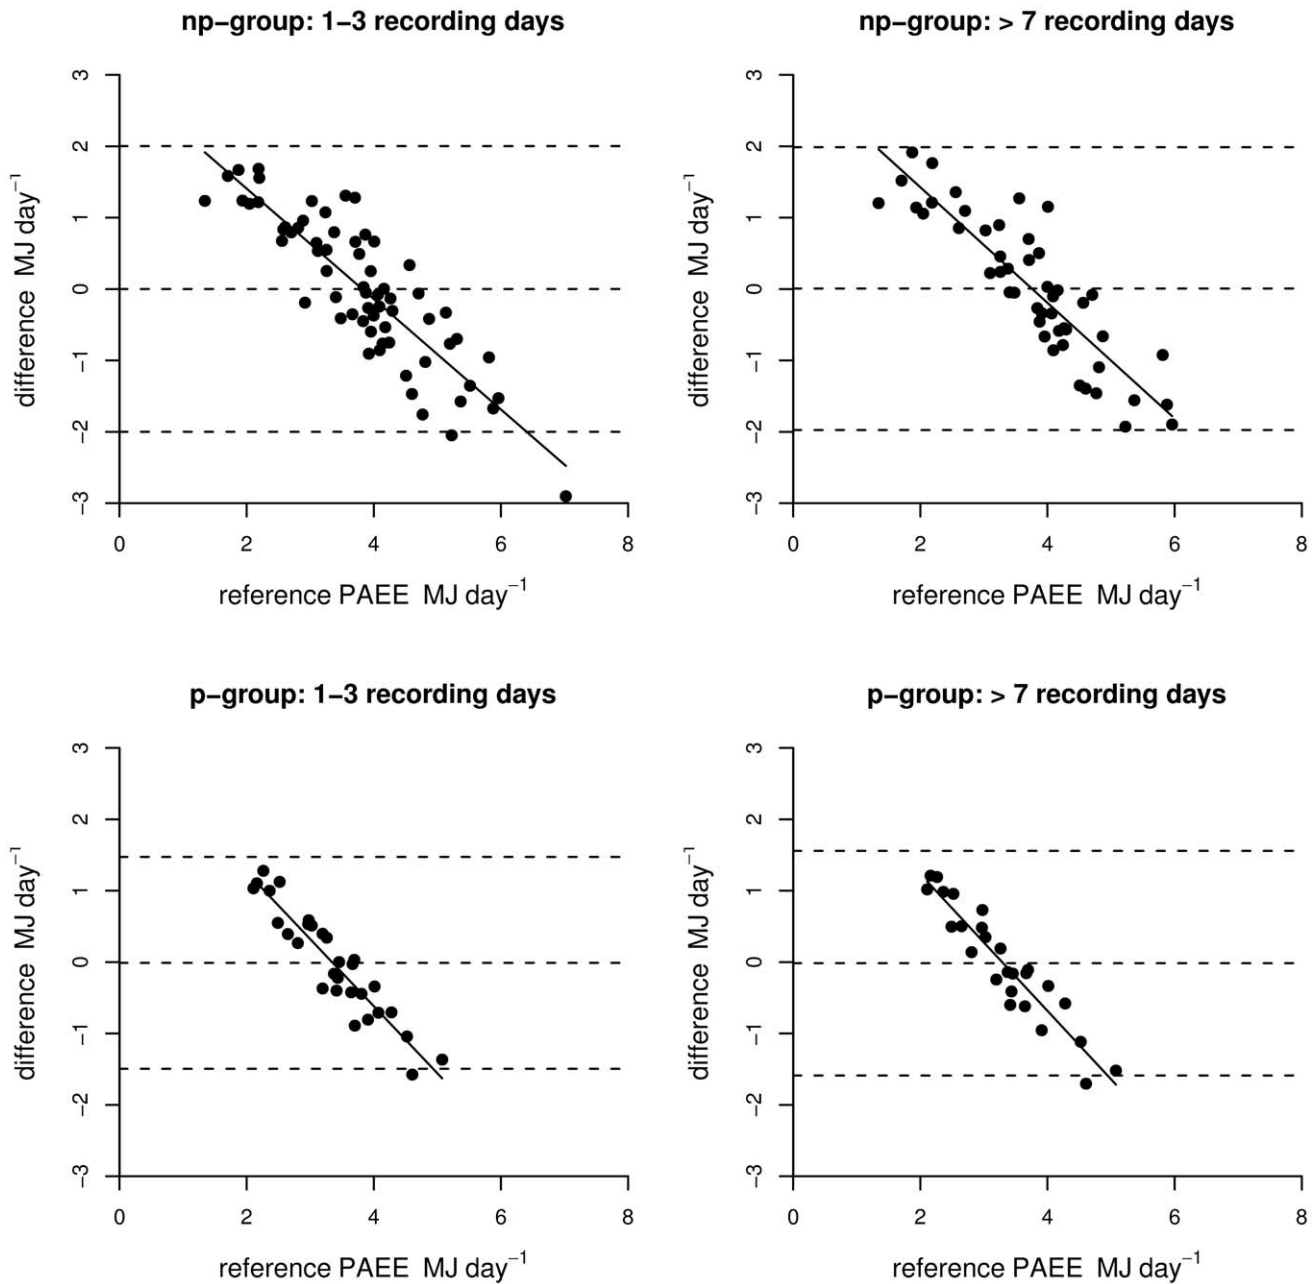 np−group: 1−3 recording days
3
2
1
0
−1
−2
−3
difference MJ day−1
0 2 4 6 8
reference PAEE MJ day−1
np−group: > 7 recording days
3
2
1
0
−1
−2
−3
difference MJ day−1
0 2 4 6 8
reference PAEE MJ day−1
p−group: 1−3 recording days
3
2
1
0
−1
−2
−3
difference MJ day−1
0 2 4 6 8
reference PAEE MJ day−1
p−group: > 7 recording days
3
2
1
0
−1
−2
−3
difference MJ day−1
0 2 4 6 8
reference PAEE MJ day−1